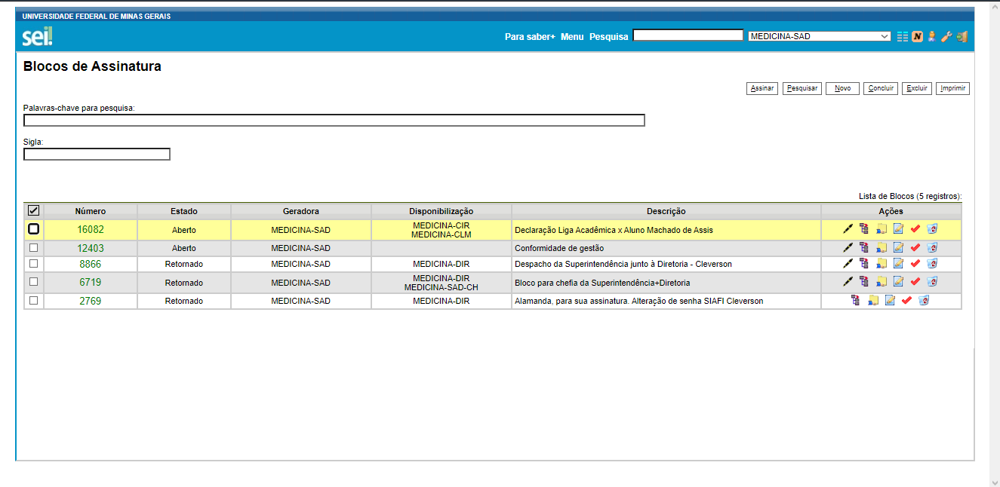 UNIVERSIDADE FEDERAL DE MINAS GERAIS
sei!
Para saber+ Menu Pesquisa MEDICINA-SAD N
Blocos de Assinatura
Assinar Pesquisar Novo Concluir Excluir Imprimir
Palavras-chave para pesquisa:
Sigla:
Lista de Blocos (5 registros):
Número Estado Geradora Disponibilização Descrição Ações
16082 Aberto MEDICINA-SAD MEDICINA-CIR MEDICINA-CLM Declaração Liga Acadêmica x Aluno Machado de Assis
12403 Aberto MEDICINA-SAD Conformidade de gestão
8866 Retornado MEDICINA-SAD MEDICINA-DIR Despacho da Superintendência junto à Diretoria - Cleverson
6719 Retornado MEDICINA-SAD MEDICINA-DIR MEDICINA-SAD-CH Bloco para chefia da Superintendência+Diretoria
2769 Retornado MEDICINA-SAD MEDICINA-DIR Alamanda, para sua assinatura. Alteração de senha SIAFI Cleverson